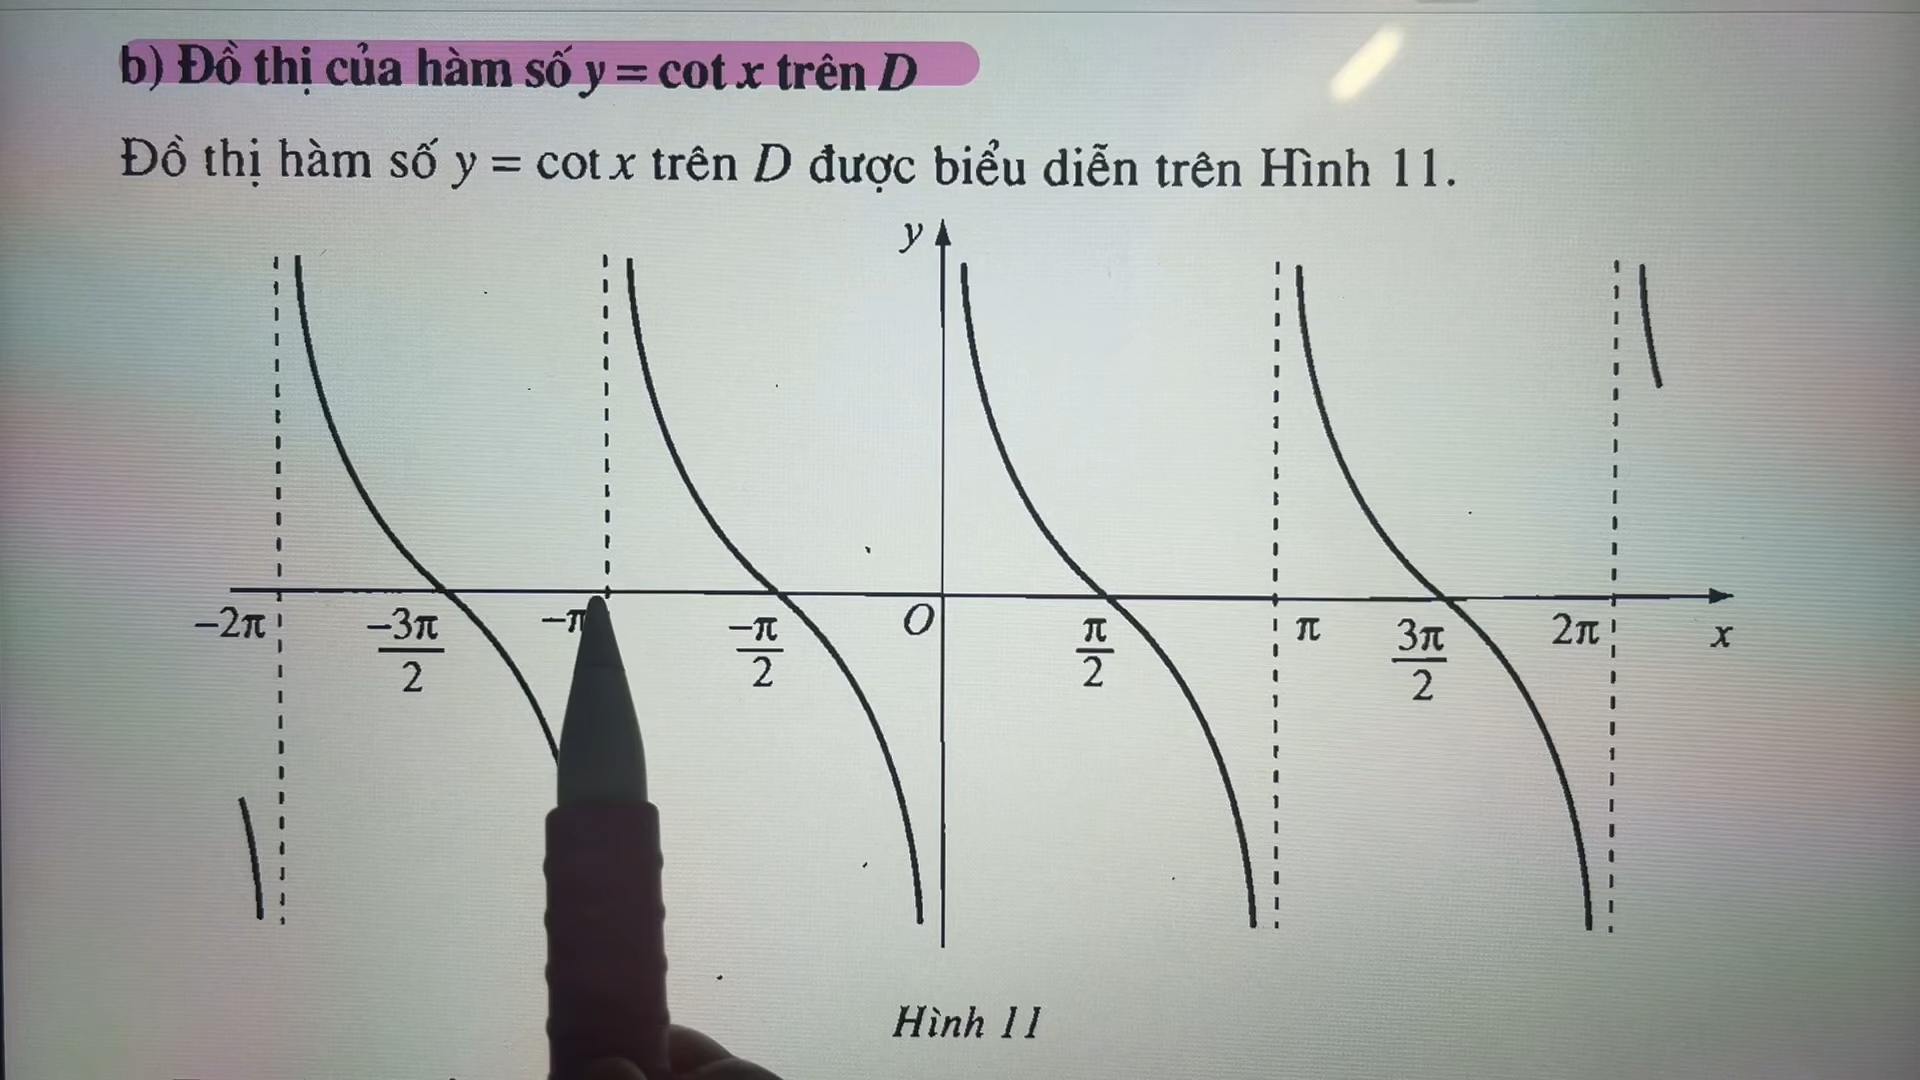 b) Đồ thị của hàm số y = cot x trên D
Đồ thị hàm số y = cot x trên D được biểu diễn trên Hình 11.
y
−2π
−3π
2
−π
−π
2
O
π
2
π
3π
2
2π
x
Hình 11